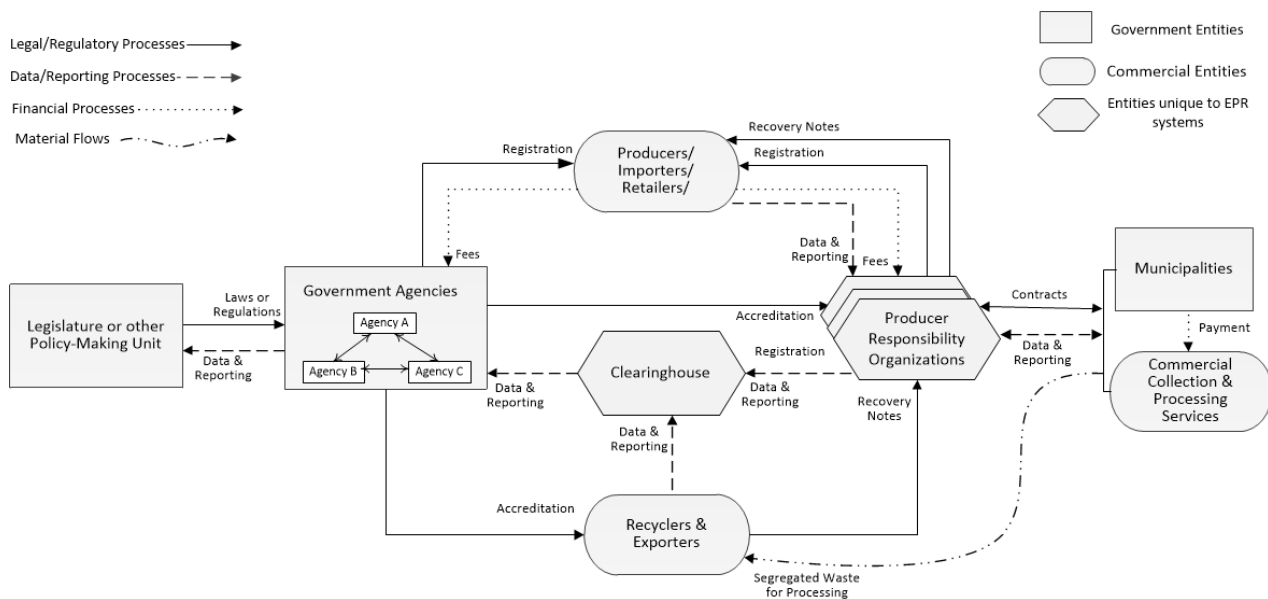 Legal/Regulatory Processes
Data/Reporting Processes
Financial Processes
Material Flows
Government Entities
Commercial Entities
Entities unique to EPR
systems
Recovery Notes
Registration
Registration
Producers/
Importers/
Retailers/
Data &
Reporting
Fees
Fees
Municipalities
Government Agencies
Agency A
Agency B
Agency C
Laws or
Regulations
Legislature or other
Policy-Making Unit
Data &
Reporting
Accreditation
Contracts
Producer
Responsibility
Organizations
Data &
Reporting
Payment
Commercial
Collection &
Processing
Services
Registration
Clearinghouse
Data &
Reporting
Data &
Reporting
Recovery
Notes
Data &
Reporting
Accreditation
Recyclers &
Exporters
Segregated Waste
for Processing